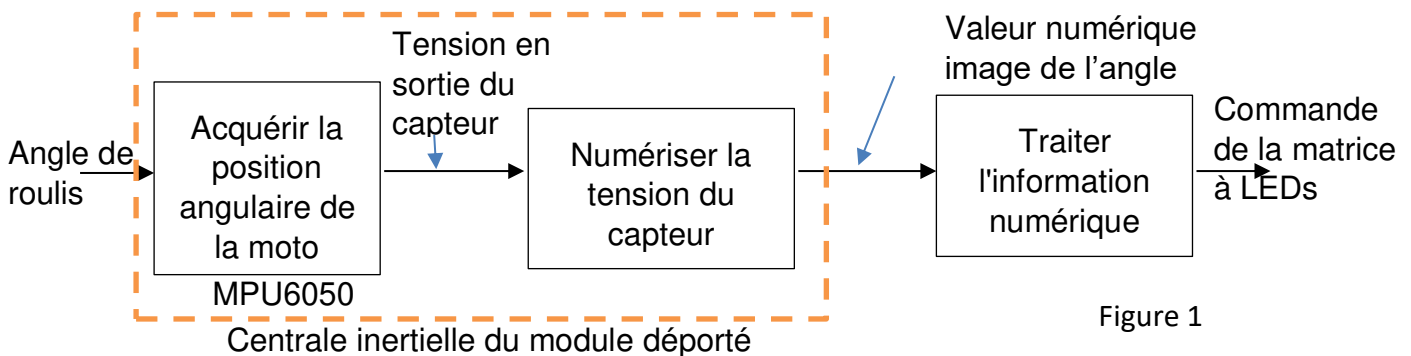 Angle de
roulis
Acquérir la
position
angulaire de
la moto
MPU6050
Tension en
sortie du
capteur
Numériser la
tension du
capteur
Centrale inertielle du module déporté
Valeur numérique
image de l’angle
Traiter
l'information
numérique
Commande
de la matrice
à LEDs
Figure 1